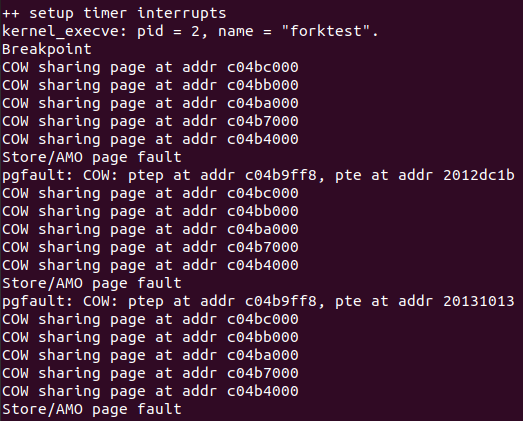 ++ setup timer interrupts
kernel_execve: pid = 2, name = "forktest".
Breakpoint
COW sharing page at addr c04bc000
COW sharing page at addr c04bb000
COW sharing page at addr c04ba000
COW sharing page at addr c04b7000
COW sharing page at addr c04b4000
Store/AMO page fault
pgfault: COW: ptep at addr c04b9ff8, pte at addr 2012dc1b
COW sharing page at addr c04bc000
COW sharing page at addr c04bb000
COW sharing page at addr c04ba000
COW sharing page at addr c04b7000
COW sharing page at addr c04b4000
Store/AMO page fault
pgfault: COW: ptep at addr c04b9ff8, pte at addr 20131013
COW sharing page at addr c04bc000
COW sharing page at addr c04bb000
COW sharing page at addr c04ba000
COW sharing page at addr c04b7000
COW sharing page at addr c04b4000
Store/AMO page fault